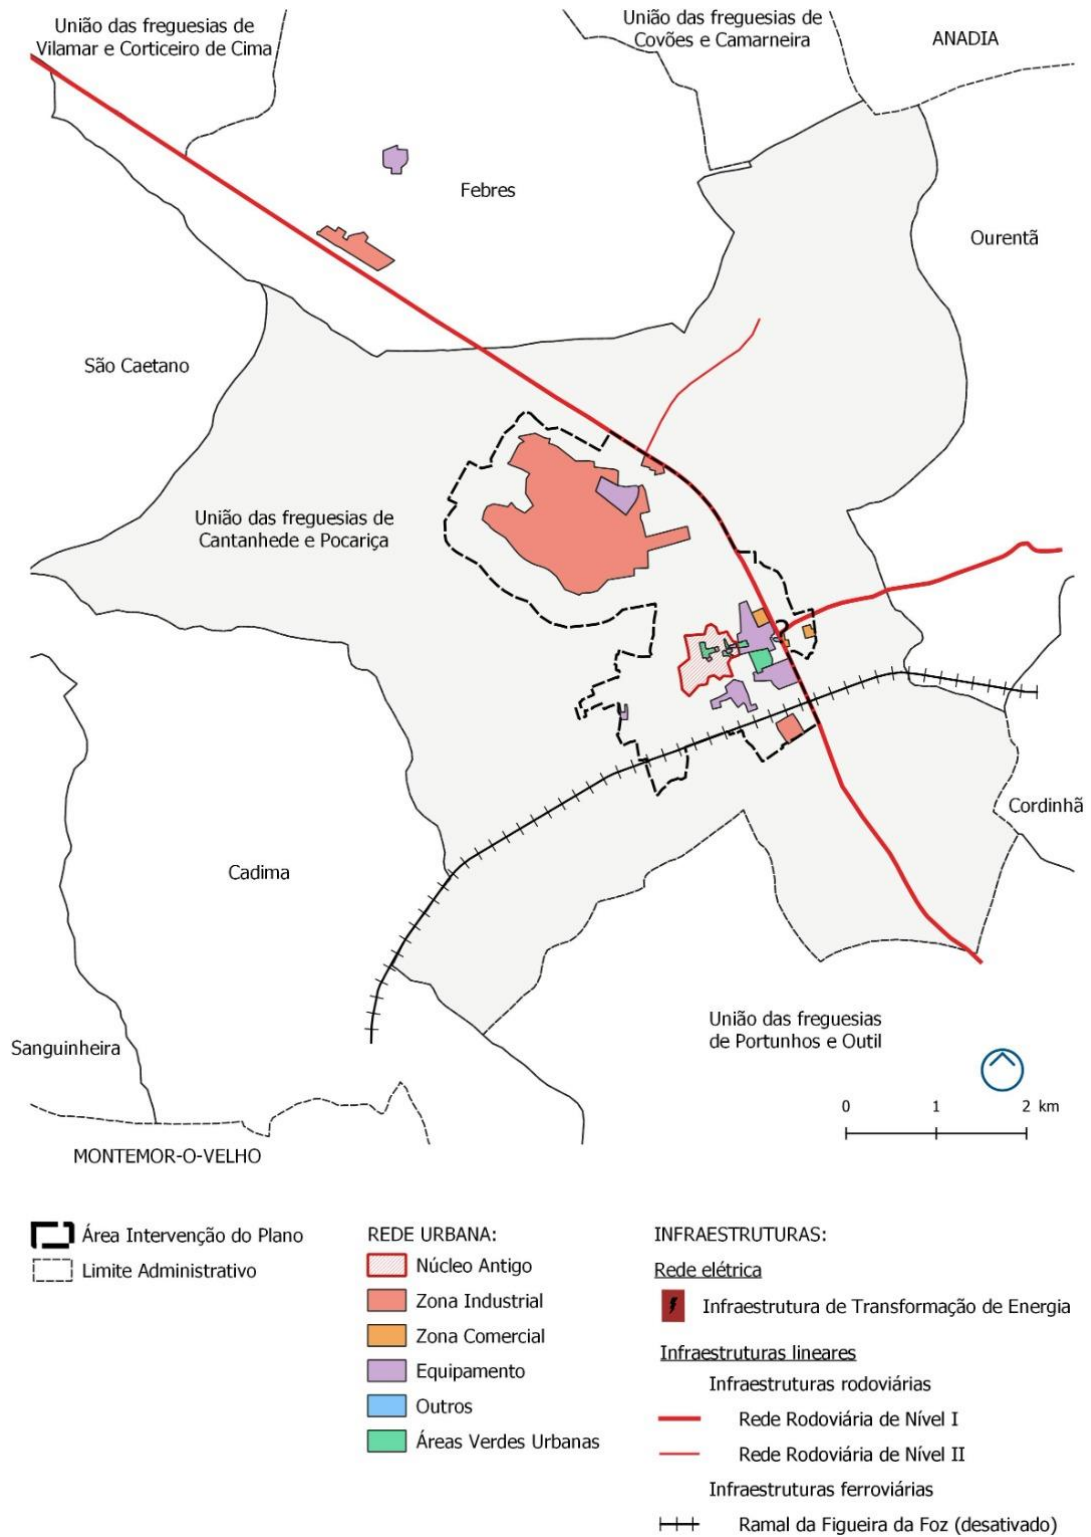 União das freguesias de
Vilamar e Corticeiro de Cima
União das freguesias de
Covões e Camarneira
ANADIA
Febres
Ourentã
São Caetano
União das freguesias de
Cantanhede e Pocariça
Cordinhã
Cadima
União das freguesias
de Portunhos e Outil
Sanguinheira
0 1 2 km
MONTEMOR-O-VELHO
Área Intervenção do Plano
Limite Administrativo
REDE URBANA:
Núcleo Antigo
Zona Industrial
Zona Comercial
Equipamento
Outros
Áreas Verdes Urbanas
INFRAESTRUTURAS:
Rede elétrica
Infraestrutura de Transformação de Energia
Infraestruturas lineares
Infraestruturas rodoviárias
Rede Rodoviária de Nível I
Rede Rodoviária de Nível II
Infraestruturas ferroviárias
Ramal da Figueira da Foz (desativado)